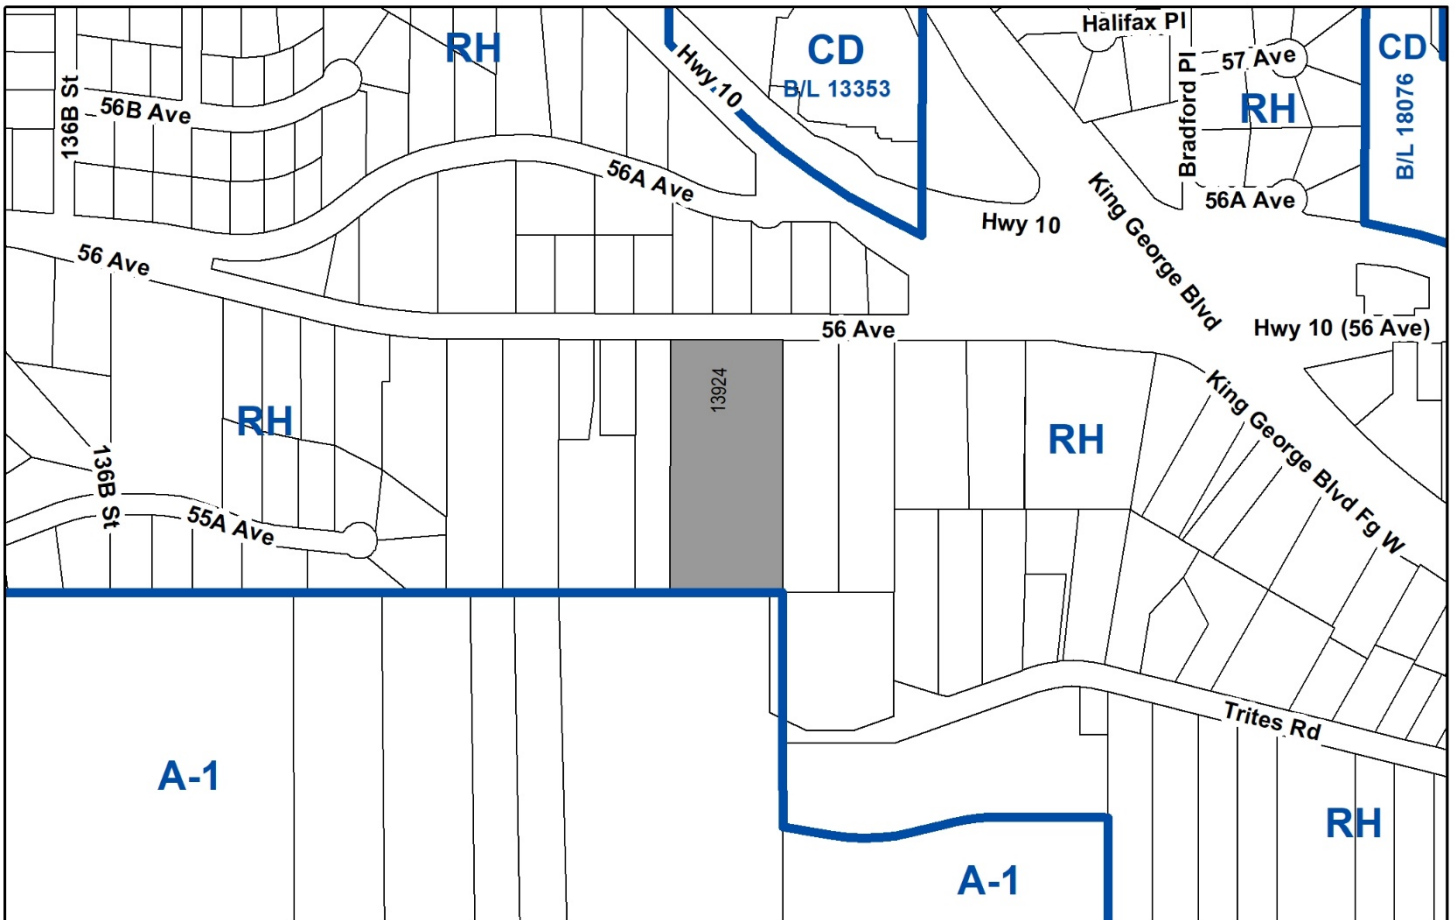 Halifax Pl
RH
CD
CD
Hwy 10
57 Ave
B/L 13353
56B Ave
136B St
Bradford Pl
RH
B/L 18076
56A Ave
56A Ave
Hwy 10
King George Blvd
56 Ave
56 Ave
Hwy 10 (56 Ave)
13924
RH
RH
King George Blvd Fg W
136B St
55A Ave
Trites Rd
A-1
RH
A-1